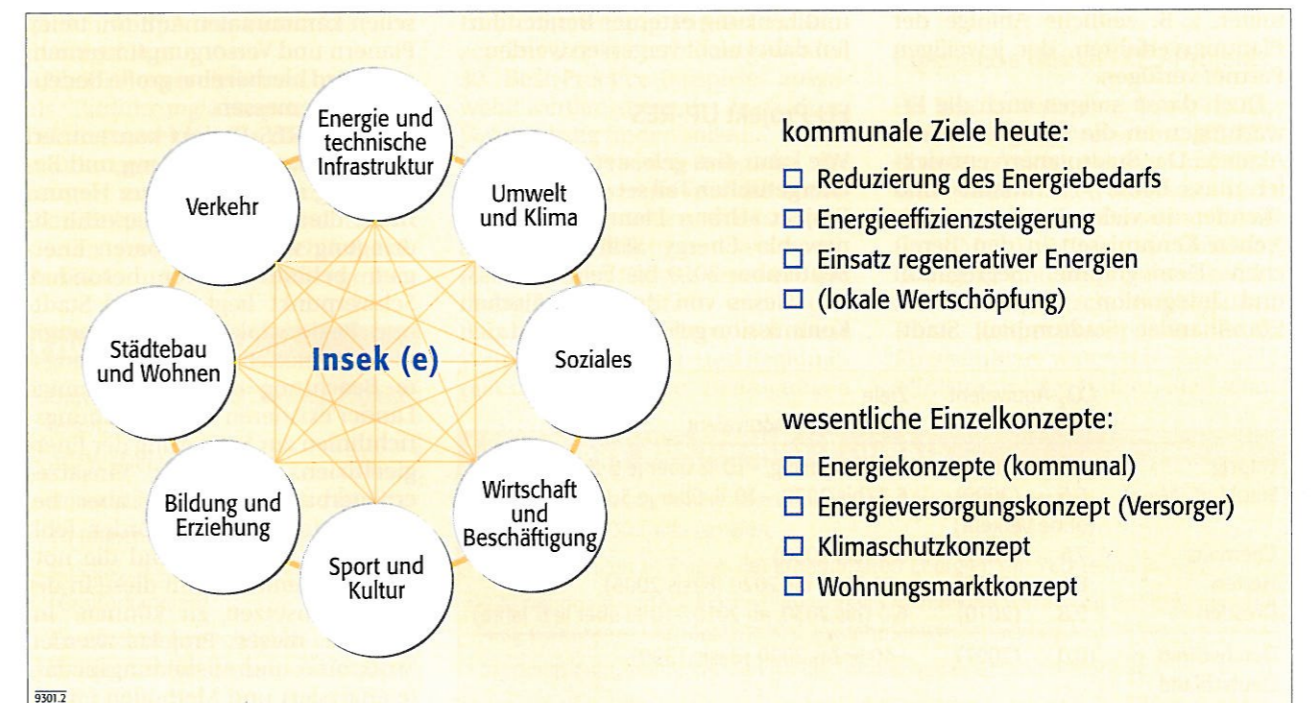 Energie und
technische
Infrastruktur
Umwelt
und Klima
Soziales
Wirtschaft
und
Beschäftigung
Sport und
Kultur
Bildung und
Erziehung
Städtebau
und Wohnen
Verkehr
Insek (e)
kommunale Ziele heute:
Reduzierung des Energiebedarfs
Energieeffizienzsteigerung
Einsatz regenerativer Energien
(lokale Wertschöpfung)
wesentliche Einzelkonzepte:
Energiekonzepte (kommunal)
Energieversorgungskonzept (Versorger)
Klimaschutzkonzept
Wohnungsmarktkonzept
9301.2